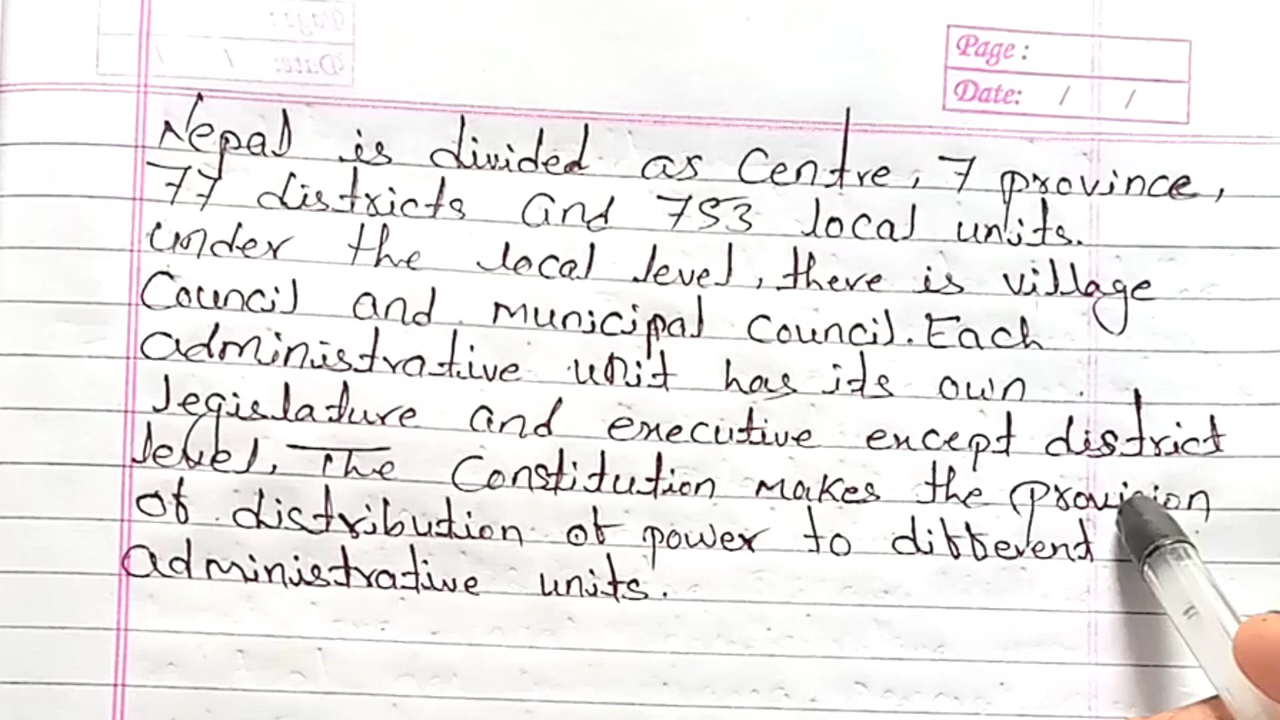 Page:
Date: / /
Nepal is divided as Centre, 7 province,
77 districts and 753 local units.
under the local level, there is village
Council and municipal council. Each
administrative unit has its own
legislature and executive except district
level. The Constitution makes the provision
of distribution of power to different
administrative units.